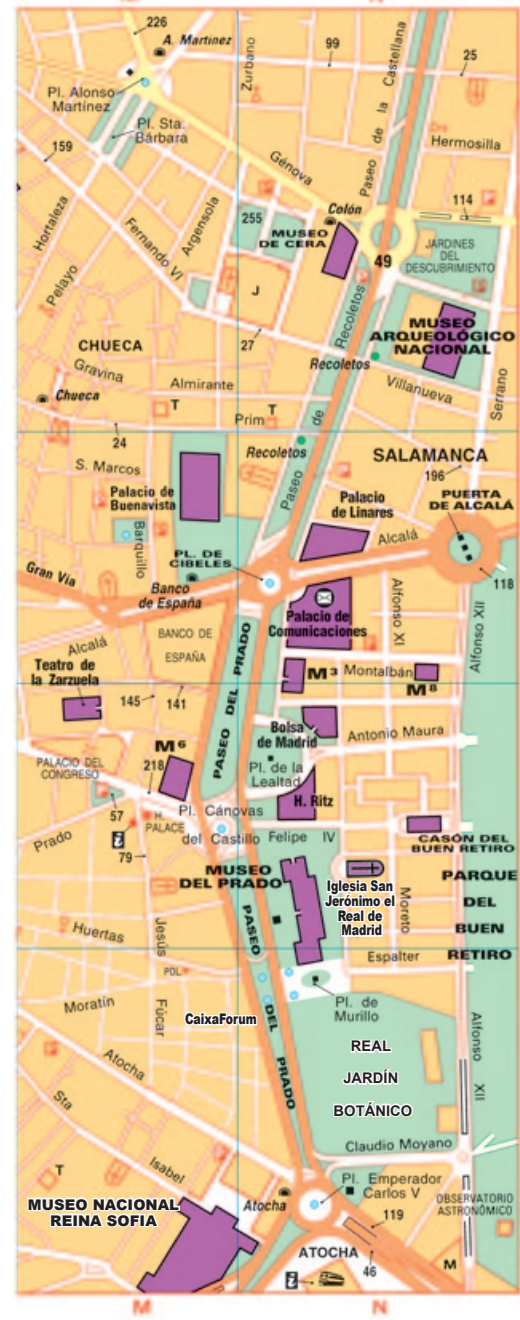 226
A. Martinez
Zurbano
99
Castellana
25
Pl. Alonso
Martínez
Pl. Sta.
Bárbara
la
de
Paseo
Hermosilla
159
Génova
Hortaleza
Fernando VI
Argensola
255
Colón
114
MUSEO
DE CERA
49
JARDINES
DEL
DESCUBRIMIENTO
Pelayo
J
Recoletos
MUSEO
ARQUEOLÓGICO
NACIONAL
CHUECA
27
Recoletos
Gravina
Almirante
Villanueva
Serrano
Chueca
T
T
Prim
de
24
Recoletos
SALAMANCA
S. Marcos
196
Paseo
Palacio de
Buenavista
Palacio
de Linares
PUERTA
DE ALCALÁ
Barquillo
Alcalá
PL. DE
CIBELES
Gran Vía
Banco
de España
118
Alfonso XI
Alfonso XII
Palacio de
Comunicaciones
Alcalá
BANCO DE
ESPAÑA
Teatro de
la Zarzuela
PASEO DEL PRADO
M 3
Montalbán
M 8
145
141
Bolsa
de Madrid
Antonio Maura
M 6
PALACIO DEL
CONGRESO
218
Pl. de la
Lealtad
H. Ritz
57
H.
PALACE
Pl. Cánovas
del Castillo
Felipe IV
Prado
79
CASÓN DEL
BUEN RETIRO
MUSEO
DEL PRADO
Iglesia San
Jerónimo el
Real de
Madrid
PARQUE
DEL
BUEN
RETIRO
Moreto
Huertas
Jesús
PASEO
DEL
PRADO
Espalter
PDL.
Moratín
Fúcar
CaixaForum
Pl. de
Murillo
REAL
JARDÍN
BOTÁNICO
Alfonso XII
Atocha
Claudio Moyano
Sta
Isabel
T
MUSEO NACIONAL
REINA SOFIA
Atocha
Pl. Emperador
Carlos V
OBSERVATORIO
ASTRONÓMICO
119
ATOCHA
46
M
M
N